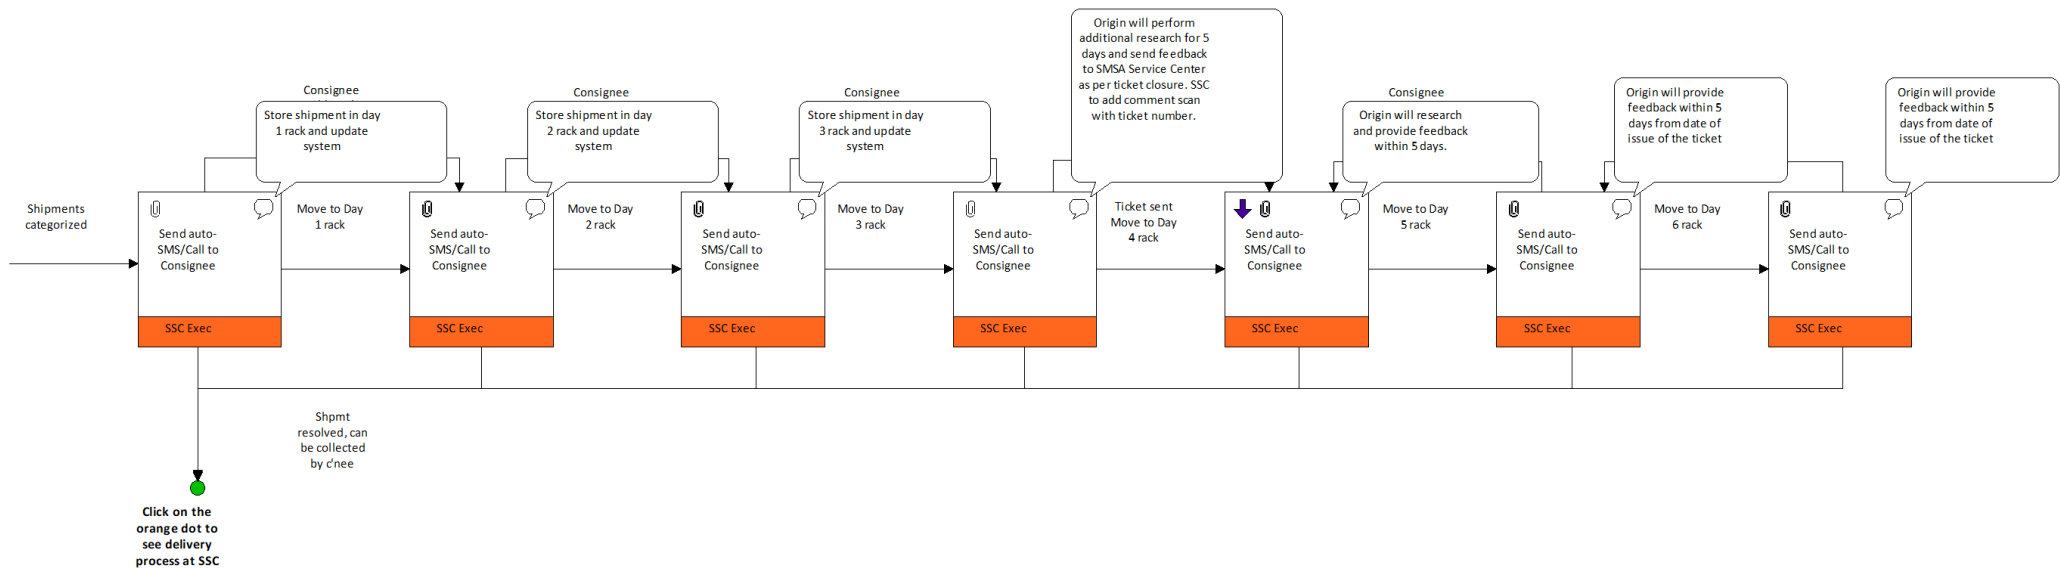 Origin will perform
additional research for 5
days and send feedback
to SMSA Service Center
as per ticket closure. SSC
to add comment scan
with ticket number.
Consignee
Store shipment in day
1 rack and update
system
Consignee
Store shipment in day
2 rack and update
system
Consignee
Store shipment in day
3 rack and update
system
Consignee
Origin will research
and provide feedback
within 5 days.
Origin will provide
feedback within 5
days from date of
issue of the ticket
Origin will provide
feedback within 5
days from date of
issue of the ticket
Shipments
categorized
Send auto-
SMS/Call to
Consignee
SSC Exec
Move to Day
1 rack
Send auto-
SMS/Call to
Consignee
SSC Exec
Move to Day
2 rack
Send auto-
SMS/Call to
Consignee
SSC Exec
Move to Day
3 rack
Send auto-
SMS/Call to
Consignee
SSC Exec
Ticket sent
Move to Day
4 rack
Send auto-
SMS/Call to
Consignee
SSC Exec
Move to Day
5 rack
Send auto-
SMS/Call to
Consignee
SSC Exec
Move to Day
6 rack
Send auto-
SMS/Call to
Consignee
SSC Exec
Shpmt
resolved, can
be collected
by c'nee
Click on the
orange dot to
see delivery
process at SSC